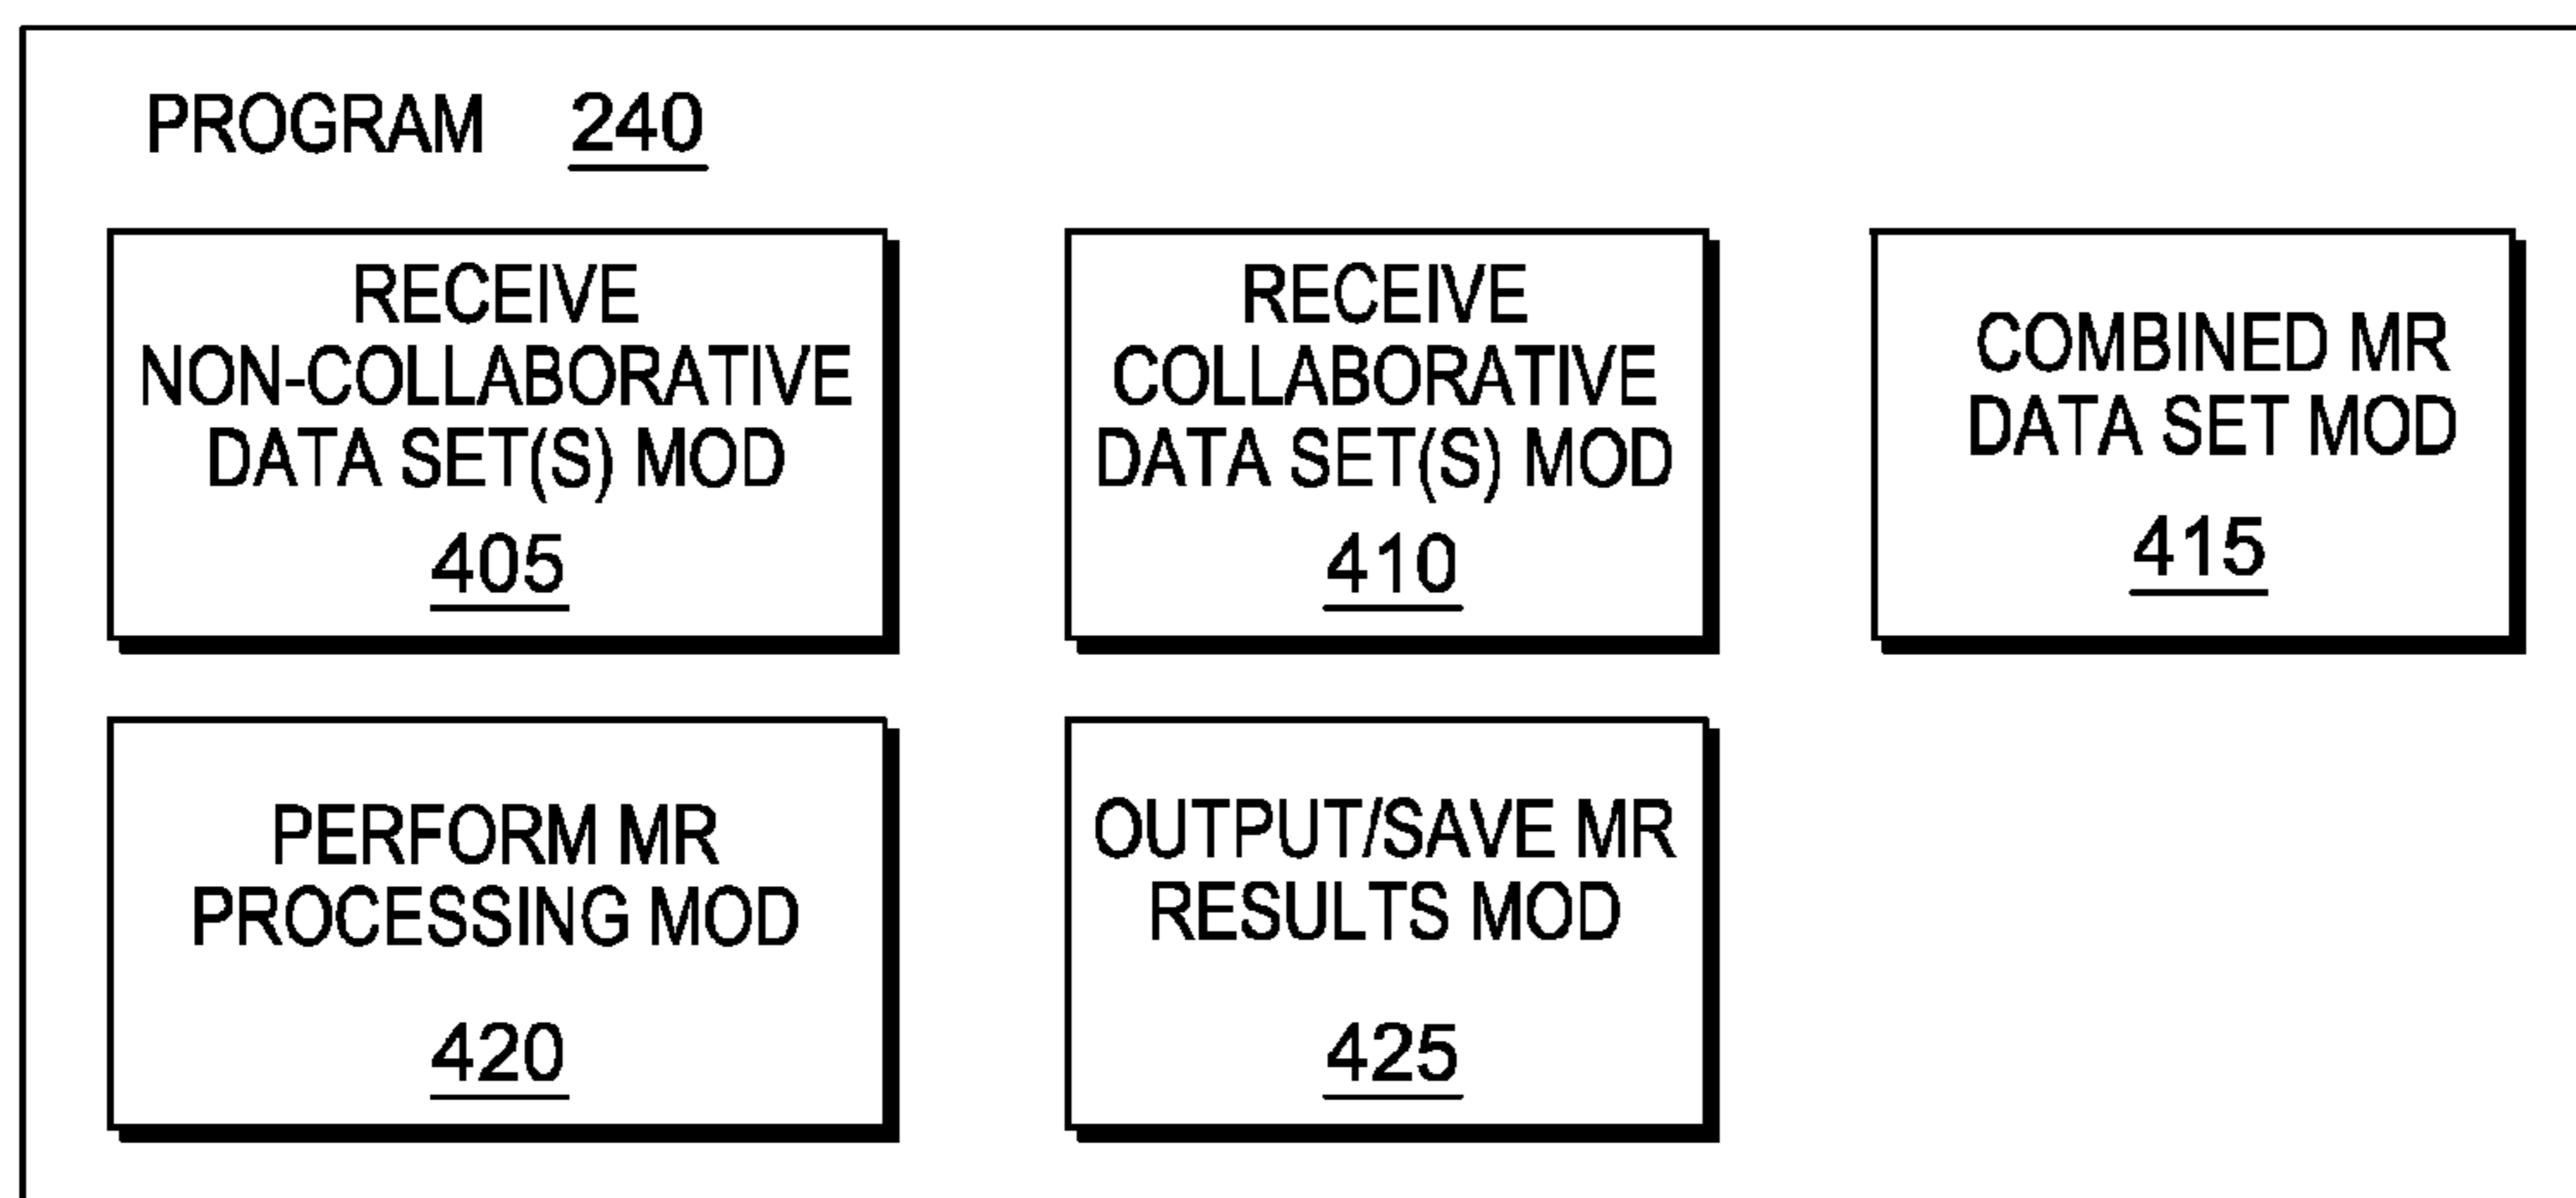 PROGRAM 240
RECEIVE
NON-COLLABORATIVE
DATA SET(S) MOD
405
RECEIVE
COLLABORATIVE
DATA SET(S) MOD
410
COMBINED MR
DATA SET MOD
415
PERFORM MR
PROCESSING MOD
420
OUTPUT/SAVE MR
RESULTS MOD
425